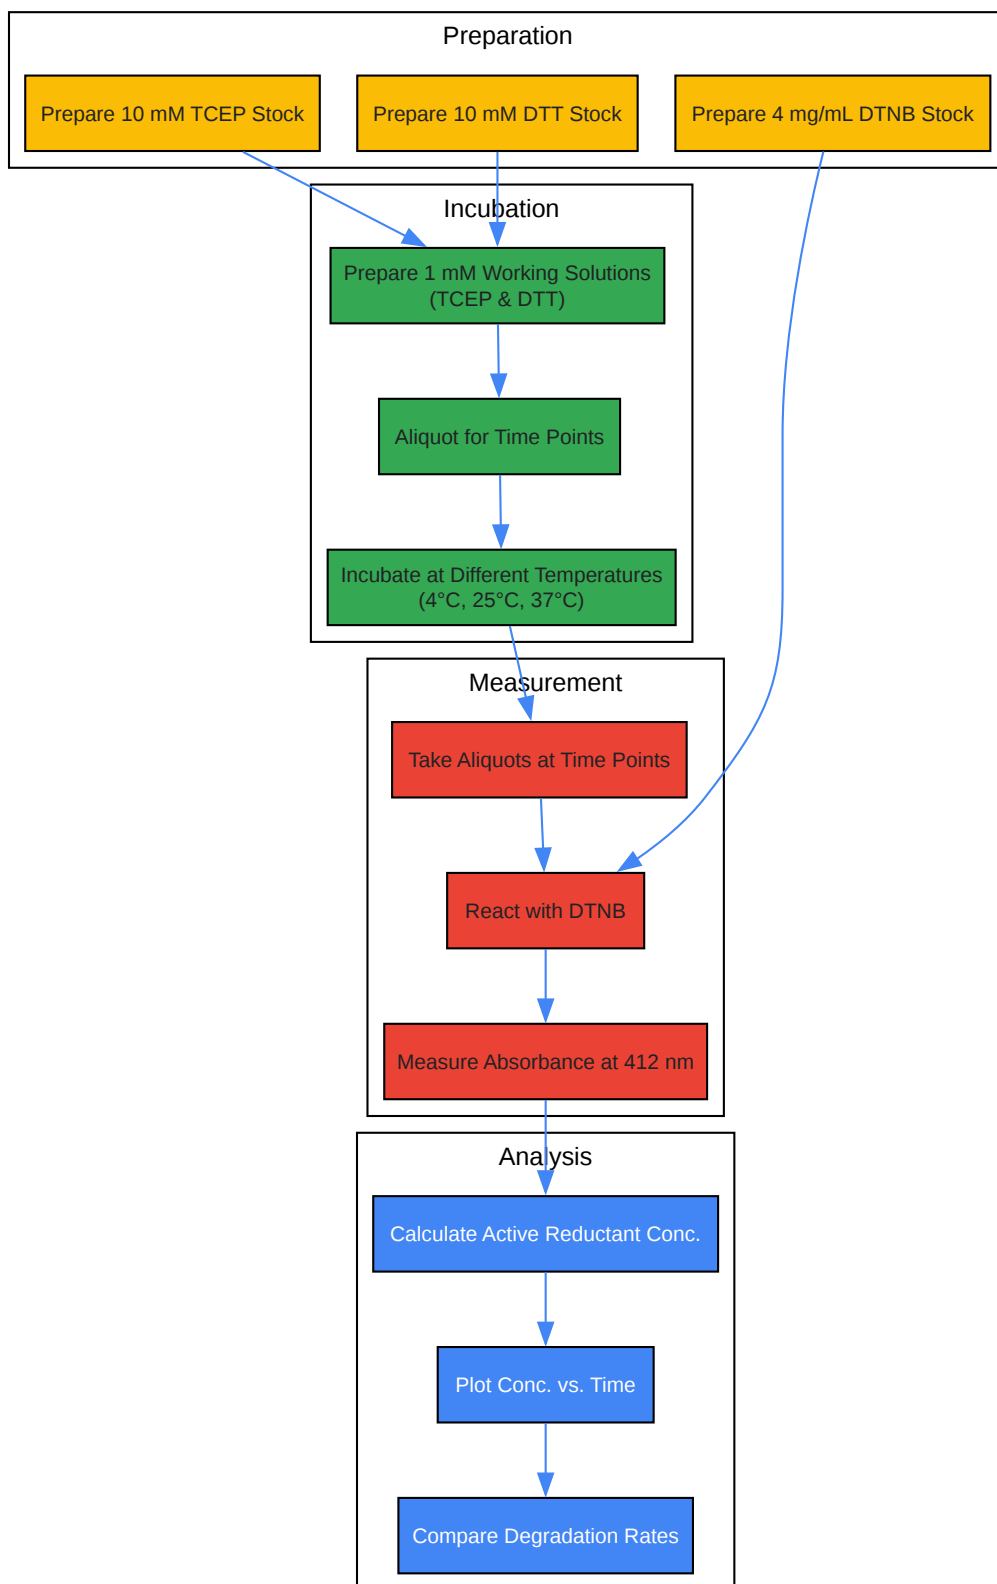 Preparation
Prepare 10 mM TCEP Stock
Prepare 10 mM DTT Stock
Prepare 4 mg/mL DTNB Stock
Incubation
Prepare 1 mM Working Solutions
(TCEP & DTT)
Aliquot for Time Points
Incubate at Different Temperatures
(4°C, 25°C, 37°C)
Measurement
Take Aliquots at Time Points
React with DTNB
Measure Absorbance at 412 nm
Analysis
Calculate Active Reductant Conc.
Plot Conc. vs. Time
Compare Degradation Rates